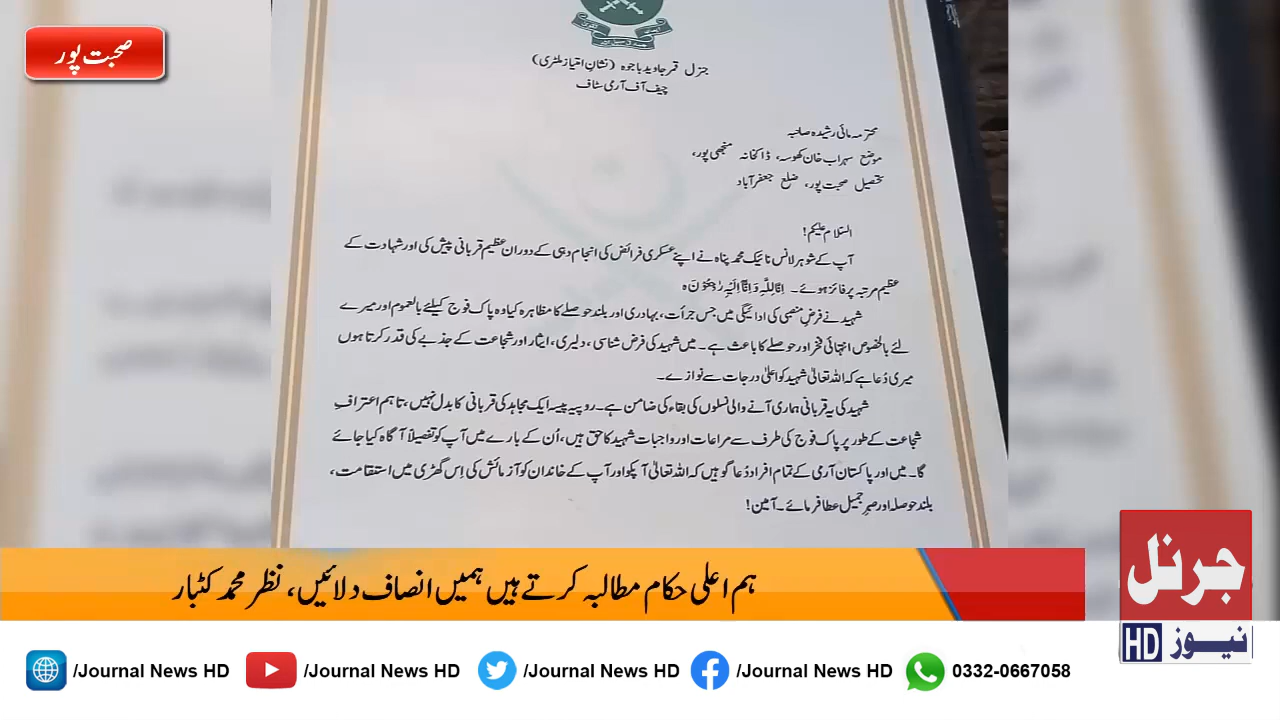 صحبت پور
جنرل قمر جاوید باجوہ (نشان امتیاز ملٹری)
چیف آف آرمی سٹاف
محترمہ مائی رشیدہ صاحبہ
موضع سہراب خان کھوسہ، ڈاکخانہ منجھی پور،
تحصیل صحبت پور، ضلع جعفر آباد
السلام علیکم!
آپ کے شوہر لانس نائیک محمد پناہ نے اپنے عسکری فرائض کی انجام دہی کے دوران عظیم قربانی پیش کی اور شہادت کے
عظیم مرتبہ پر فائز ہوئے۔ اِنَّا لِلّٰہِ وَاِنَّآ اِلَیْہِ رٰجِعُوْنَ ہ
شہید نے فرضِ منصبی کی ادائیگی میں جس جرأت، بہادری اور بلند حوصلے کا مظاہرہ کیا وہ پاک فوج کیلئے بالعموم اور میرے
لئے بالخصوص انتہائی فخر اور حوصلے کا باعث ہے۔ میں شہید کی فرض شناسی، دلیری، ایثار اور شجاعت کے جذبے کی قدر کرتا ہوں
میری دُعا ہے کہ اللہ تعالیٰ شہید کو اعلیٰ درجات سے نوازے۔
شہید کی یہ قربانی ہماری آنے والی نسلوں کی بقاء کی ضامن ہے۔ روپیہ پیسہ ایک مجاہد کی قربانی کا بدل نہیں، تاہم اعترافِ
شجاعت کے طور پر پاک فوج کی طرف سے مراعات اور واجبات شہید کا حق ہیں، اُن کے بارے میں آپ کو تفصیلاً آگاہ کیا جائے
گا۔ میں اور پاکستان آرمی کے تمام افراد دُعا گو ہیں کہ اللہ تعالیٰ آپکو اور آپ کے خاندان کو آزمائش کی اِس گھڑی میں استقامت،
بلند حوصلہ اور صبرِ جمیل عطا فرمائے۔ آمین!
ہم اعلی حکام مطالبہ کرتے ہیں ہمیں انصاف دلائیں، نظر محمد کٹبار
جرنل
نیوز HD
/Journal News HD /Journal News HD /Journal News HD /Journal News HD 0332-0667058